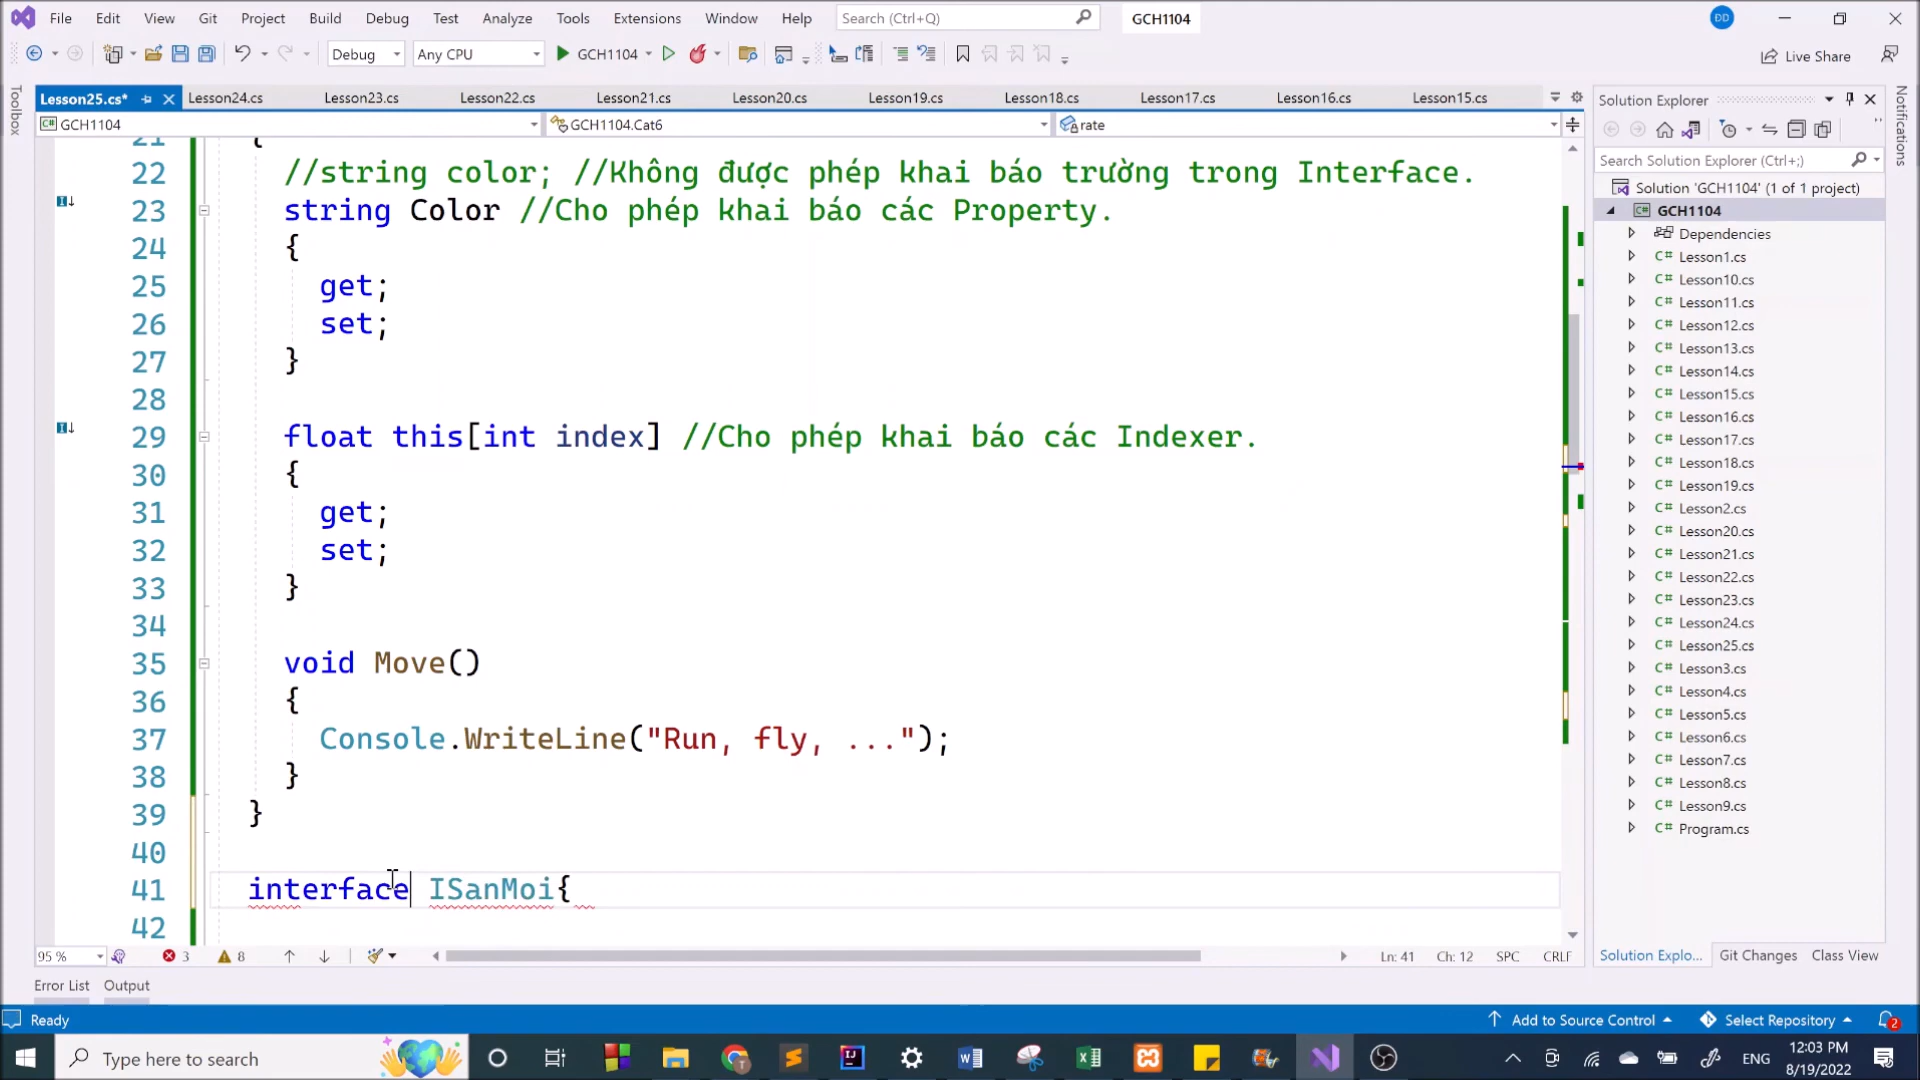 File Edit View Git Project Build Debug Test Analyze Tools Extensions Window Help Search (Ctrl+Q) GCH1104 ĐD
Debug Any CPU GCH1104 Live Share
Lesson25.cs* Lesson24.cs Lesson23.cs Lesson22.cs Lesson21.cs Lesson20.cs Lesson19.cs Lesson18.cs Lesson17.cs Lesson16.cs Lesson15.cs
GCH1104 GCH1104.Cat6 rate
Toolbox
21 {
22 //string color; //Không được phép khai báo trường trong Interface.
23 string Color //Cho phép khai báo các Property.
24 {
25 get;
26 set;
27 }
28
29 float this[int index] //Cho phép khai báo các Indexer.
30 {
31 get;
32 set;
33 }
34
35 void Move()
36 {
37 Console.WriteLine("Run, fly, ...");
38 }
39 }
40
41 interface ISanMoi{
42
95 % 3 8 Ln: 41 Ch: 12 SPC CRLF
Error List Output
Solution Explorer
Search Solution Explorer (Ctrl+;)
Solution 'GCH1104' (1 of 1 project)
GCH1104
Dependencies
C# Lesson1.cs
C# Lesson10.cs
C# Lesson11.cs
C# Lesson12.cs
C# Lesson13.cs
C# Lesson14.cs
C# Lesson15.cs
C# Lesson16.cs
C# Lesson17.cs
C# Lesson18.cs
C# Lesson19.cs
C# Lesson2.cs
C# Lesson20.cs
C# Lesson21.cs
C# Lesson22.cs
C# Lesson23.cs
C# Lesson24.cs
C# Lesson25.cs
C# Lesson3.cs
C# Lesson4.cs
C# Lesson5.cs
C# Lesson6.cs
C# Lesson7.cs
C# Lesson8.cs
C# Lesson9.cs
C# Program.cs
Solution Explo... Git Changes Class View
Notifications
Ready Add to Source Control Select Repository 2
Type here to search ENG 12:03 PM
8/19/2022